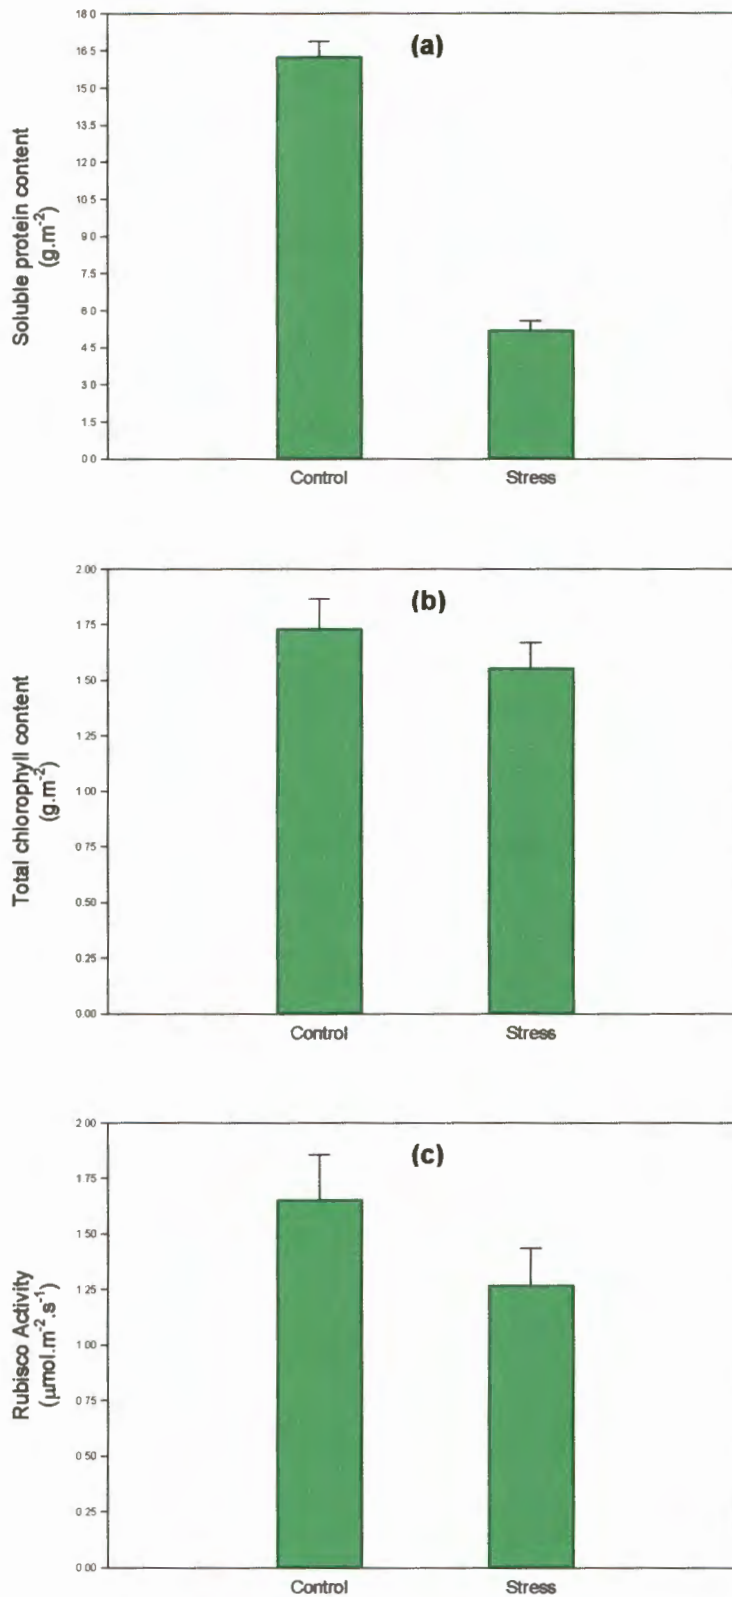 (a)
Soluble protein content
(g.m-2)
18.0
16.5
15.0
13.5
12.0
10.5
9.0
7.5
6.0
4.5
3.0
1.5
0.0
Control Stress
(b)
Total chlorophyll content
(g.m-2)
2.00
1.75
1.50
1.25
1.00
0.75
0.50
0.25
0.00
Control Stress
(c)
Rubisco Activity
(μmol.m-2.s-1)
2.00
1.75
1.50
1.25
1.00
0.75
0.50
0.25
0.00
Control Stress